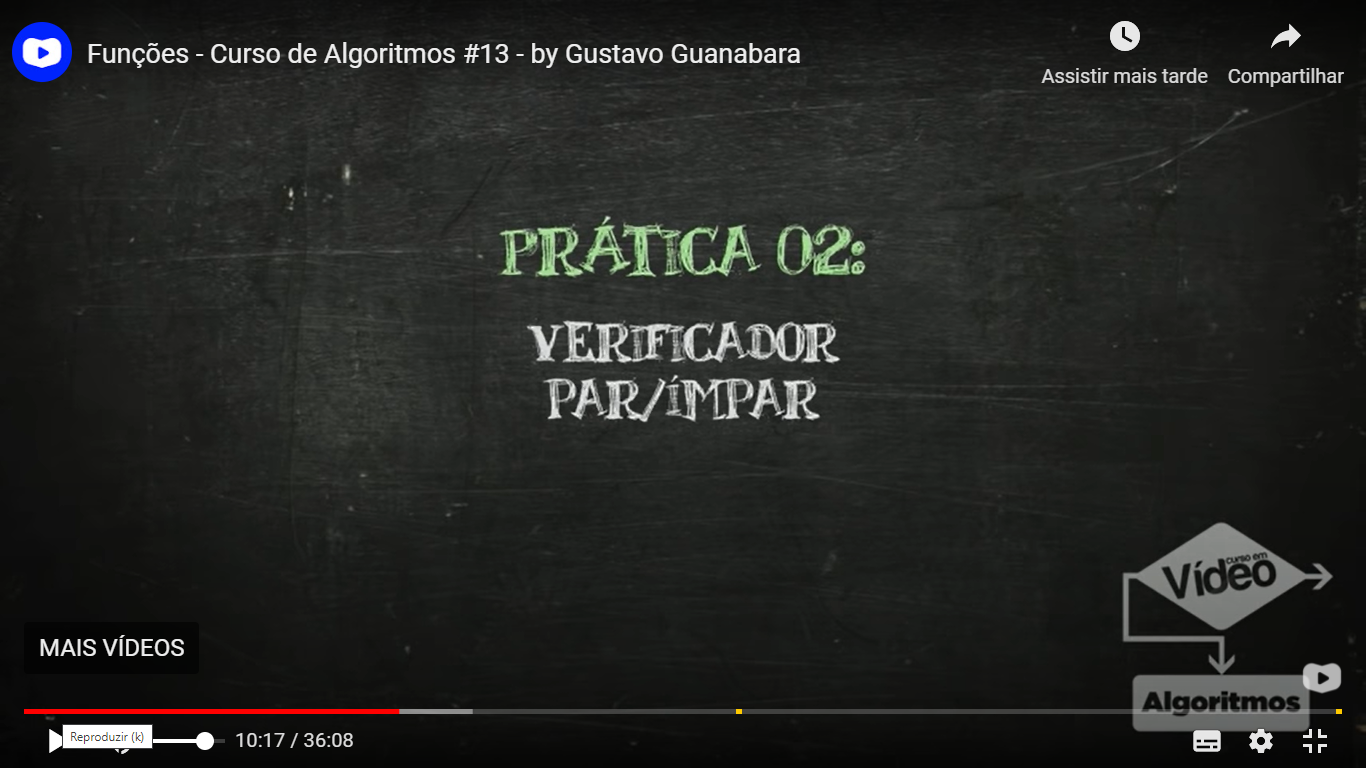 Funções - Curso de Algoritmos #13 - by Gustavo Guanabara
Assistir mais tarde
Compartilhar
PRÁTICA 02:
VERIFICADOR
PAR/ÍMPAR
curso em
Vídeo
Algoritmos
MAIS VÍDEOS
Reproduzir (k)
10:17 / 36:08